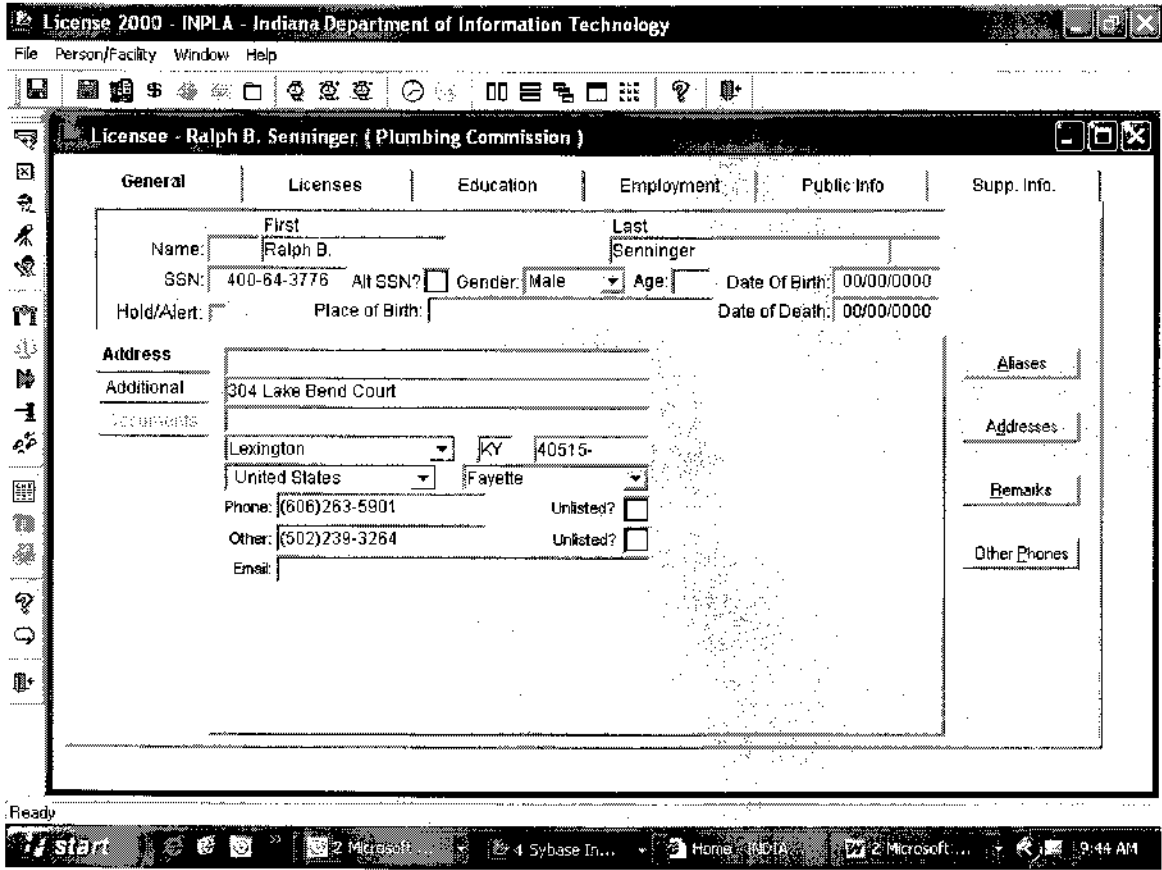 License 2000 - INPLA - Indiana Department of Information Technology
File Person/Facility Window Help
Licensee - Ralph B. Senninger ( Plumbing Commission )
General Licenses Education Employment Public Info Supp. Info.
First Last
Name: Ralph B. Senninger
SSN: 400-64-3776 Alt SSN? Gender: Male Age: Date Of Birth: 00/00/0000
Hold/Alert: Place of Birth: Date of Death: 00/00/0000
Address
Aliases
Additional 304 Lake Bend Court
Documents
Addresses
Lexington KY 40515-
United States Fayette
Remarks
Phone: (606)263-5901 Unlisted?
Other: (502)239-3264 Unlisted?
Other Phones
Email:
Ready
start 2 Microsoft ... 4 Sybase In... Home - INDIA 2 Microsoft ... 9:44 AM